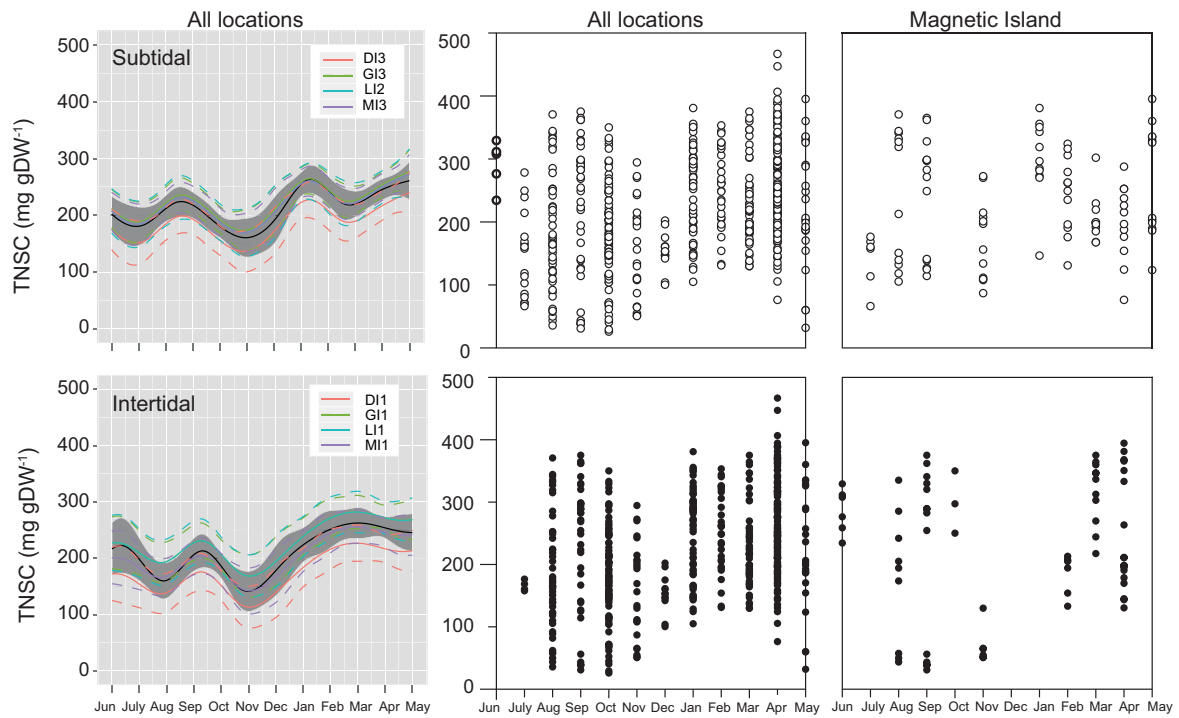 All locations
All locations
Magnetic Island
TNSC (mg gDW-1)
500
400
300
200
100
0
Subtidal
DI3
GI3
LI2
MI3
500
400
300
200
100
0
TNSC (mg gDW-1)
500
400
300
200
100
0
Intertidal
DI1
GI1
LI1
MI1
500
400
300
200
100
0
Jun July Aug Sep Oct Nov Dec Jan Feb Mar Apr May
Jun July Aug Sep Oct Nov Dec Jan Feb Mar Apr May
Jun July Aug Sep Oct Nov Dec Jan Feb Mar Apr May